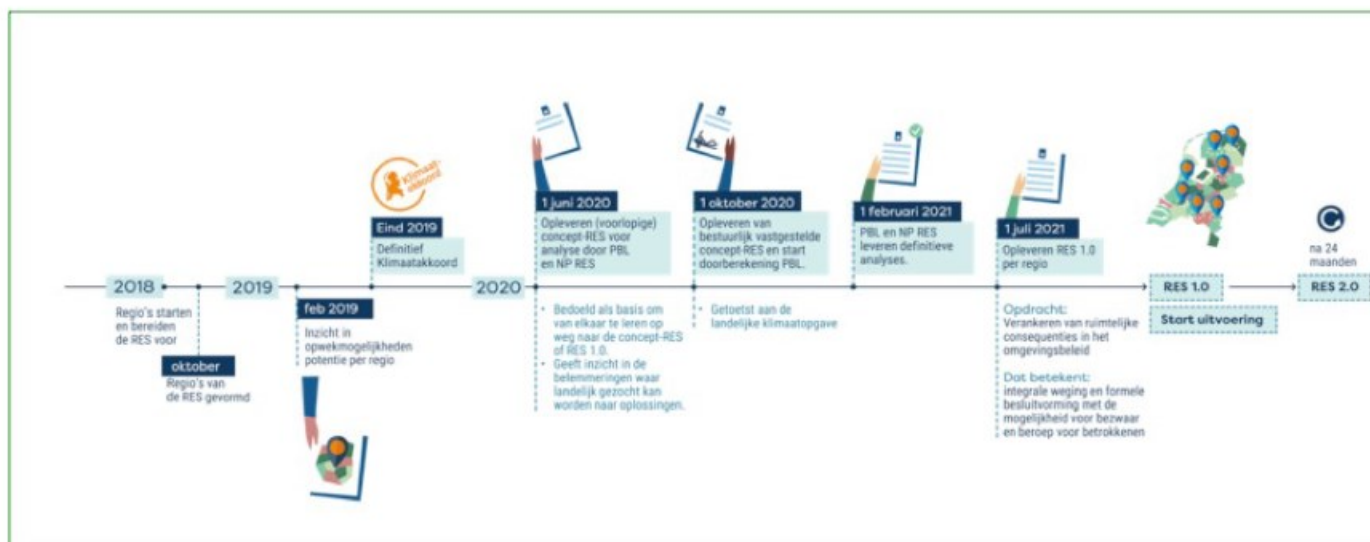 2018
Regio's starten
en bereiden
de RES voor
oktober
Regio's van
de RES gevormd
2019
feb 2019
Inzicht in
opwekmogelijkheden
potentie per regio
Klimaat-
akkoord
Eind 2019
Definitief
Klimaatakkoord
2020
1 juni 2020
Opleveren (voorlopige)
concept-RES voor
analyse door PBL
en NP RES
• Bedoeld als basis om
van elkaar te leren op
weg naar de concept-RES
of RES 1.0.
• Geeft inzicht in de
belemmeringen waar
landelijk gezocht kan
worden naar oplossingen.
1 oktober 2020
Opleveren van
bestuurlijk vastgestelde
concept-RES en start
doorberekening PBL.
• Getoetst aan de
landelijke klimaatopgave
1 februari 2021
PBL en NP RES
leveren definitieve
analyses.
1 juli 2021
Opleveren RES 1.0
per regio
Opdracht:
Verankeren van ruimtelijke
consequenties in het
omgevingsbeleid
Dat betekent:
integrale weging en formele
besluitvorming met de
mogelijkheid voor bezwaar
en beroep voor betrokkenen
RES 1.0
Start uitvoering
na 24
maanden
RES 2.0